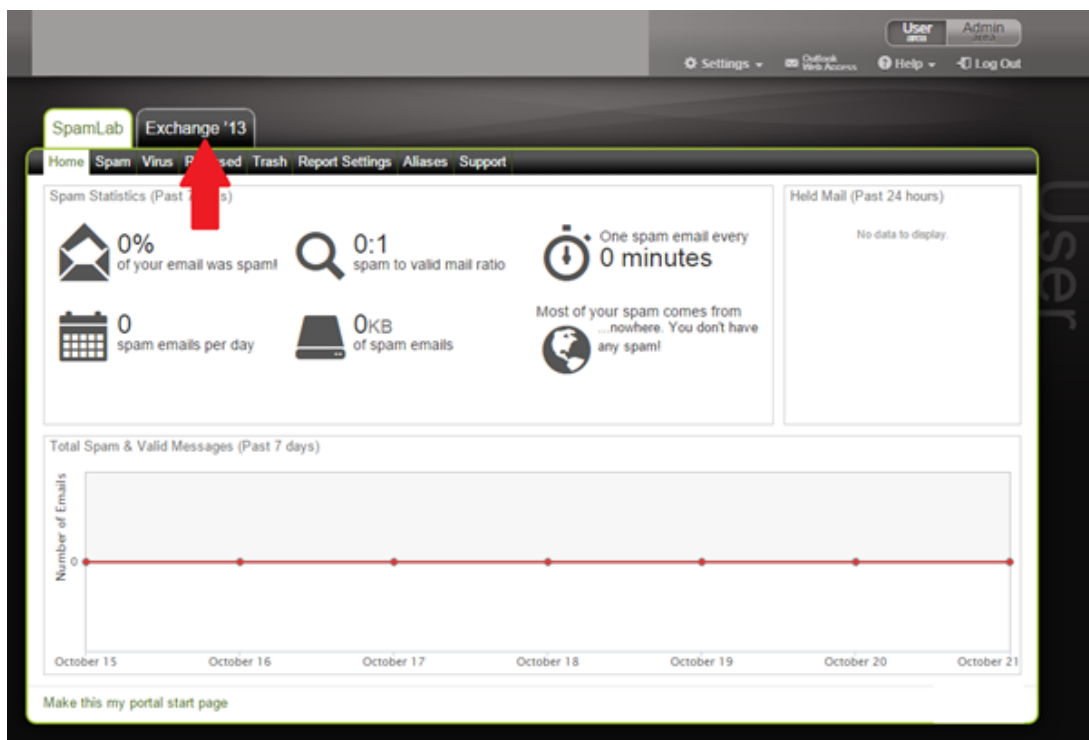 User area
Admin area
Settings
Outlook Web Access
Help
Log Out
SpamLab
Exchange '13
Home Spam Virus Trash Report Settings Aliases Support
Spam Statistics (Past
Held Mail (Past 24 hours)
0%
of your email was spam!
0:1
spam to valid mail ratio
One spam email every
0 minutes
No data to display.
0
spam emails per day
0KB
of spam emails
Most of your spam comes from
...nowhere. You don't have
any spam!
Total Spam & Valid Messages (Past 7 days)
Number of Emails
0
October 15 October 16 October 17 October 18 October 19 October 20 October 21
Make this my portal start page
User